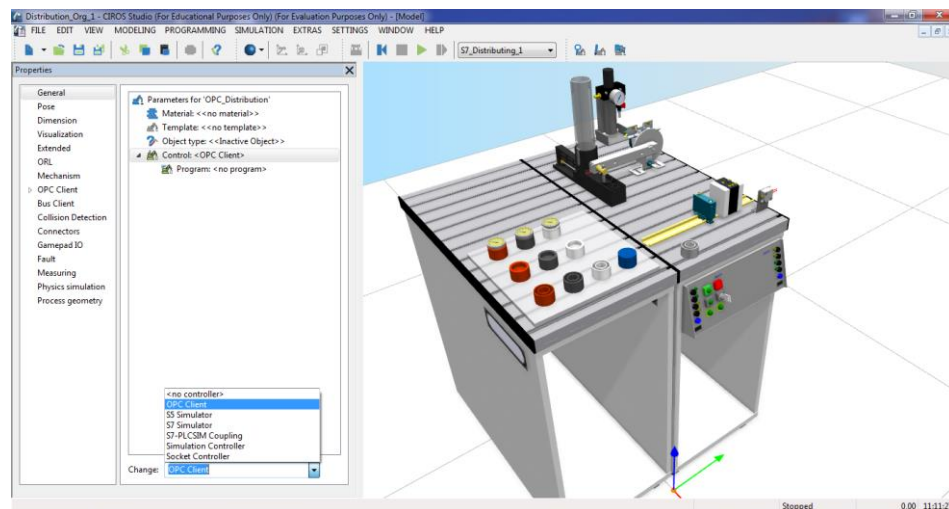 Distribution_Org_1 - CIROS Studio (For Educational Purposes Only) (For Evaluation Purposes Only) - [Model]
FILE EDIT VIEW MODELING PROGRAMMING SIMULATION EXTRAS SETTINGS WINDOW HELP
S7_Distributing_1
Properties
General
Pose
Dimension
Visualization
Extended
ORL
Mechanism
OPC Client
Bus Client
Collision Detection
Connectors
Gamepad IO
Fault
Measuring
Physics simulation
Process geometry
Parameters for 'OPC_Distribution'
Material: <<no material>>
Template: <<no template>>
Object type: <<Inactive Object>>
Control: <OPC Client>
Program: <no program>
<no controller>
OPC Client
S5 Simulator
S7 Simulator
S7-PLCSIM Coupling
Simulation Controller
Socket Controller
Change: OPC Client
Stopped 0.00 11:11:2